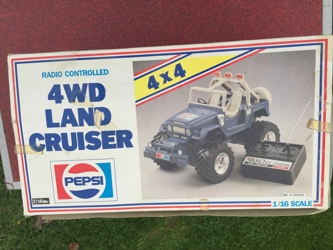 RADIO CONTROLLED
4WD
LAND
CRUISER
4x4
PEPSI
1/16 SCALE